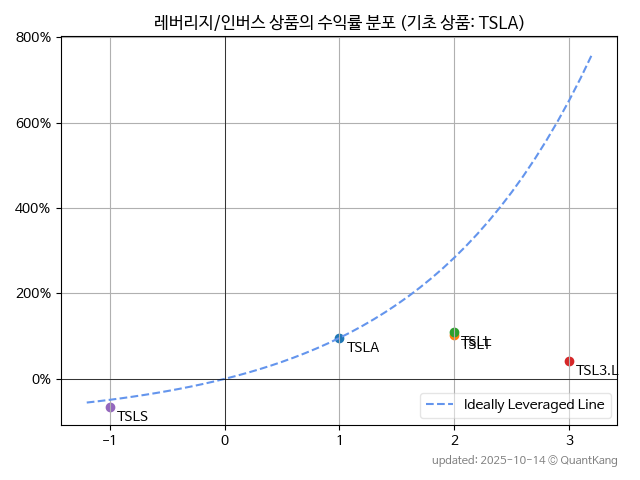 레버리지/인버스 상품의 수익률 분포 (기초 상품: TSLA)
800%
600%
400%
200%
0%
TSLA
TSLL
TSLT
TSL3.L
TSLS
Ideally Leveraged Line
−1
0
1
2
3
updated: 2025-10-14 © QuantKang